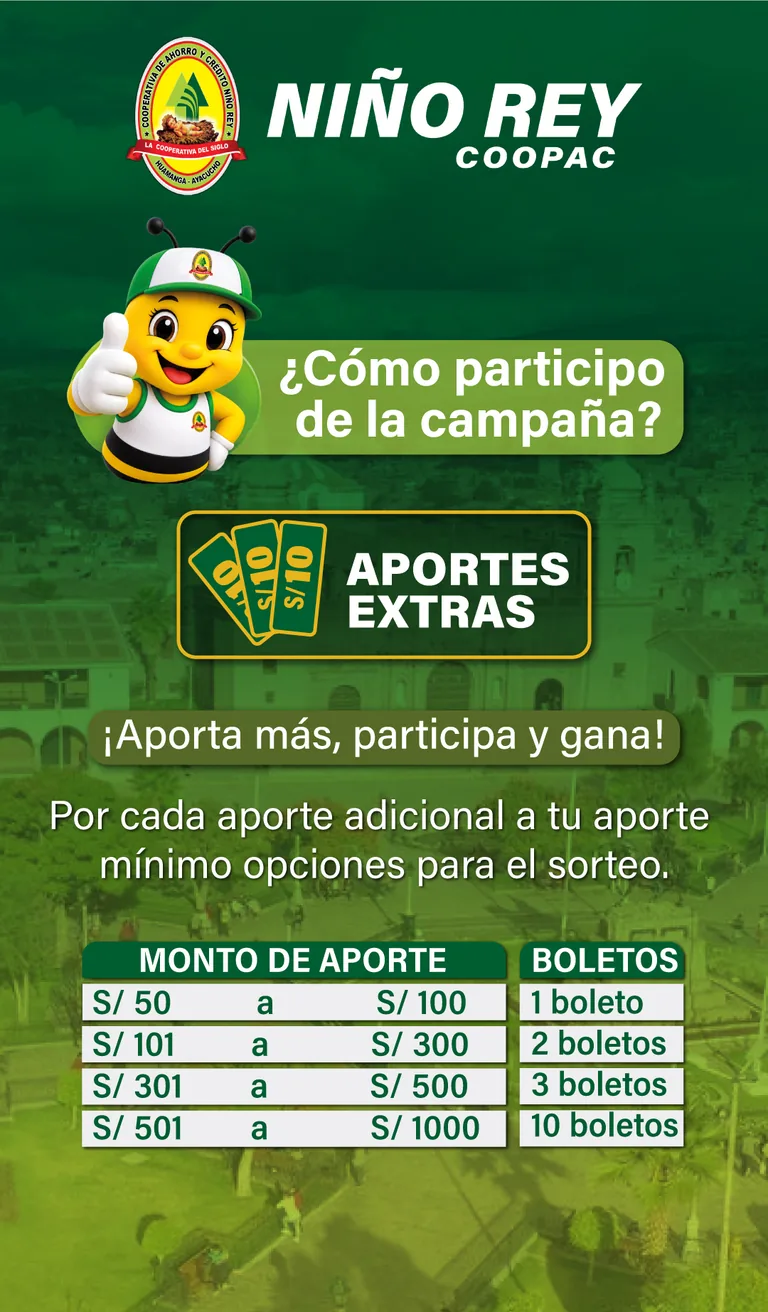 COOPERATIVA DE AHORRO Y CREDITO NIÑO REY
LA COOPERATIVA DEL SIGLO
HUAMANGA - AYACUCHO
NIÑO REY
COOPAC
¿Cómo participo
de la campaña?
S/10
S/10
S/10
APORTES
EXTRAS
¡Aporta más, participa y gana!
Por cada aporte adicional a tu aporte
mínimo opciones para el sorteo.
MONTO DE APORTE BOLETOS
S/ 50 a S/ 100 1 boleto
S/ 101 a S/ 300 2 boletos
S/ 301 a S/ 500 3 boletos
S/ 501 a S/ 1000 10 boletos